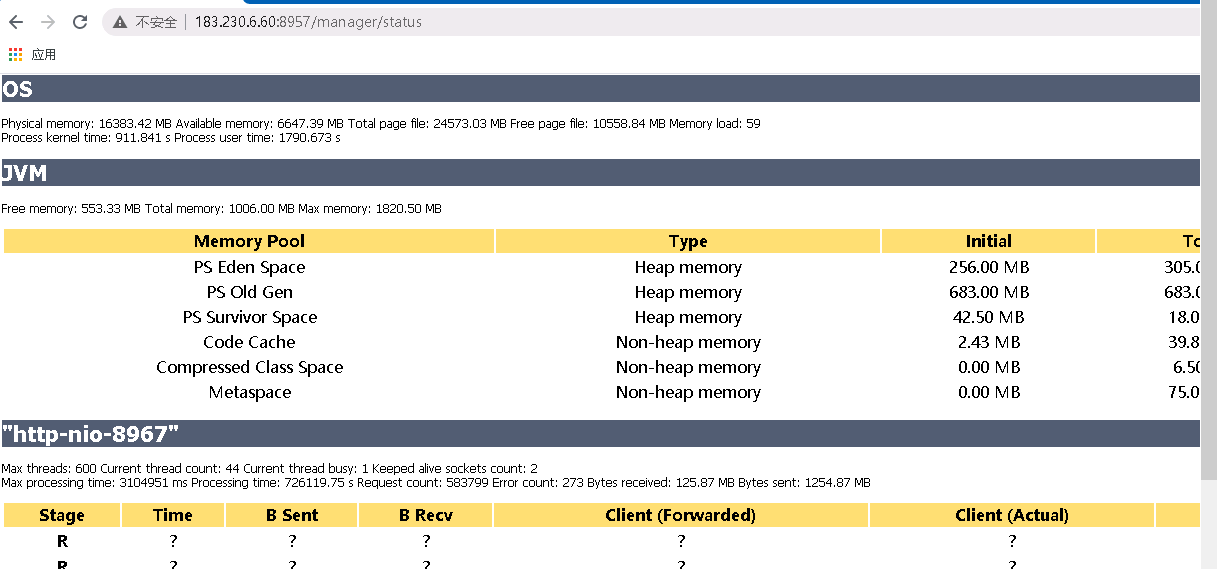 不安全 183.230.6.60:8957/manager/status
应用
OS
Physical memory: 16383.42 MB Available memory: 6647.39 MB Total page file: 24573.03 MB Free page file: 10558.84 MB Memory load: 59
Process kernel time: 911.841 s Process user time: 1790.673 s
JVM
Free memory: 553.33 MB Total memory: 1006.00 MB Max memory: 1820.50 MB
Memory Pool Type Initial
PS Eden Space Heap memory 256.00 MB 305.0
PS Old Gen Heap memory 683.00 MB 683.0
PS Survivor Space Heap memory 42.50 MB 18.0
Code Cache Non-heap memory 2.43 MB 39.8
Compressed Class Space Non-heap memory 0.00 MB 6.50
Metaspace Non-heap memory 0.00 MB 75.0
"http-nio-8967"
Max threads: 600 Current thread count: 44 Current thread busy: 1 Keeped alive sockets count: 2
Max processing time: 3104951 ms Processing time: 726119.75 s Request count: 583799 Error count: 273 Bytes received: 125.87 MB Bytes sent: 1254.87 MB
Stage Time B Sent B Recv Client (Forwarded) Client (Actual)
R ? ? ? ? ?
R ? ? ? ? ?